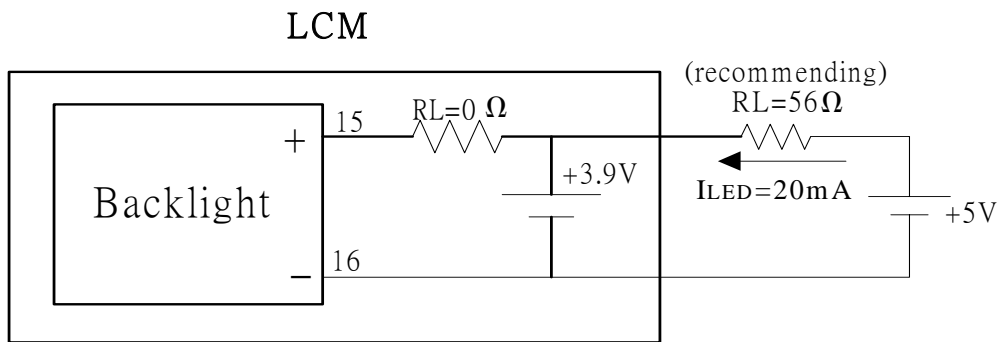 LCM
(recommending)
RL=56Ω
15
RL=0 Ω
+
+3.9V
ILED=20mA
Backlight
+5V
16
−